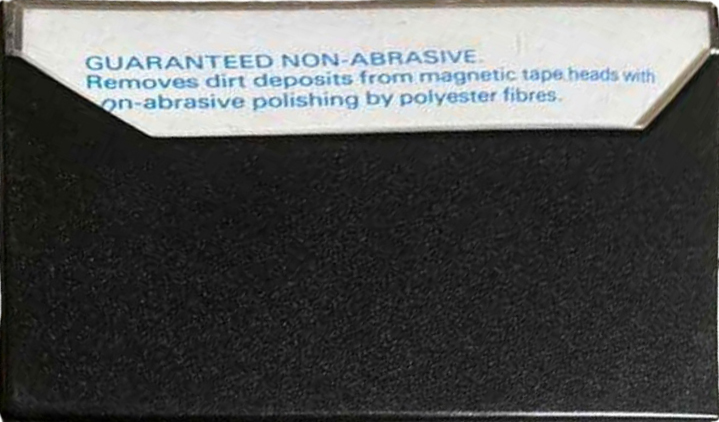 GUARANTEED NON-ABRASIVE.
Removes dirt deposits from magnetic tape heads with
on-abrasive polishing by polyester fibres.